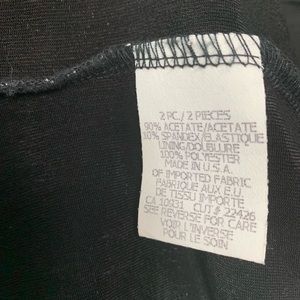 2 PC./ 2 PIECES
90% ACETATE/ACETATE
10% SPANDEX/ELASTIQUE
LINING/DOUBLURE
100% POLYESTER
MADE IN U.S.A.
OF IMPORTED FABRIC
FABRIQUE AUX E.U.
DE TISSU IMPORTE
CA 10931 CUT# 22426
SEE REVERSE FOR CARE
VOIR L'INVERSE
POUR LE SOIN